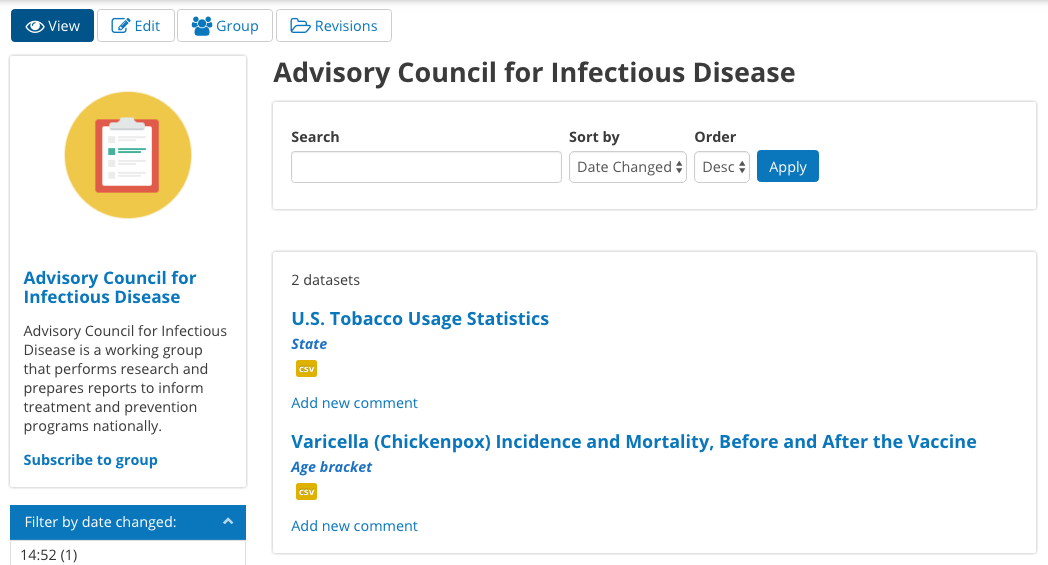 View Edit Group Revisions
Advisory Council for Infectious Disease
Search Sort by Order
Date Changed Desc Apply
Advisory Council for
Infectious Disease
Advisory Council for Infectious
Disease is a working group
that performs research and
prepares reports to inform
treatment and prevention
programs nationally.
Subscribe to group
Filter by date changed:
14:52 (1)
2 datasets
U.S. Tobacco Usage Statistics
State
csv
Add new comment
Varicella (Chickenpox) Incidence and Mortality, Before and After the Vaccine
Age bracket
csv
Add new comment